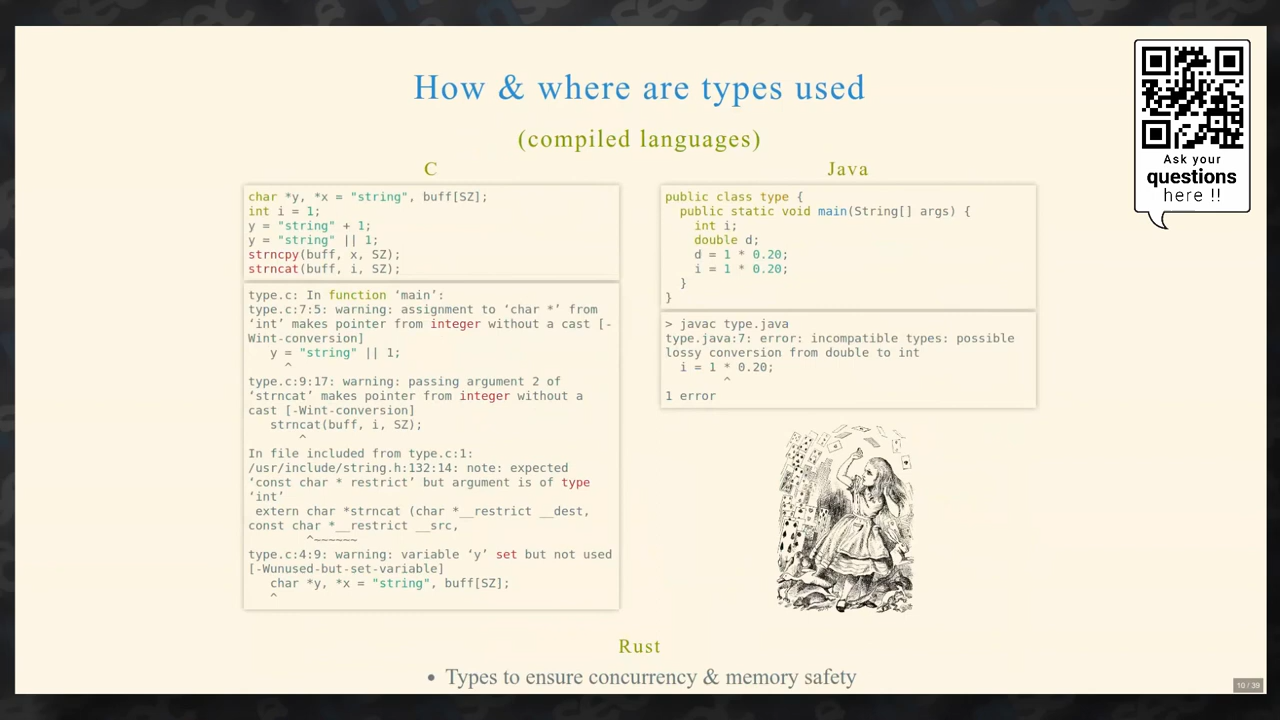 How & where are types used
(compiled languages)
C
char *y, *x = "string", buff[SZ];
int i = 1;
y = "string" + 1;
y = "string" || 1;
strncpy(buff, x, SZ);
strncat(buff, i, SZ);
type.c: In function ‘main’:
type.c:7:5: warning: assignment to ‘char *’ from
‘int’ makes pointer from integer without a cast [-
Wint-conversion]
y = "string" || 1;
^
type.c:9:17: warning: passing argument 2 of
‘strncat’ makes pointer from integer without a
cast [-Wint-conversion]
strncat(buff, i, SZ);
^
In file included from type.c:1:
/usr/include/string.h:132:14: note: expected
‘const char * restrict’ but argument is of type
‘int’
extern char *strncat (char *__restrict __dest,
const char *__restrict __src,
^~~~~~~
type.c:4:9: warning: variable ‘y’ set but not used
[-Wunused-but-set-variable]
char *y, *x = "string", buff[SZ];
^
Java
public class type {
public static void main(String[] args) {
int i;
double d;
d = 1 * 0.20;
i = 1 * 0.20;
}
}
> javac type.java
type.java:7: error: incompatible types: possible
lossy conversion from double to int
i = 1 * 0.20;
^
1 error
Rust
• Types to ensure concurrency & memory safety
Ask your
questions
here !!
10 / 39